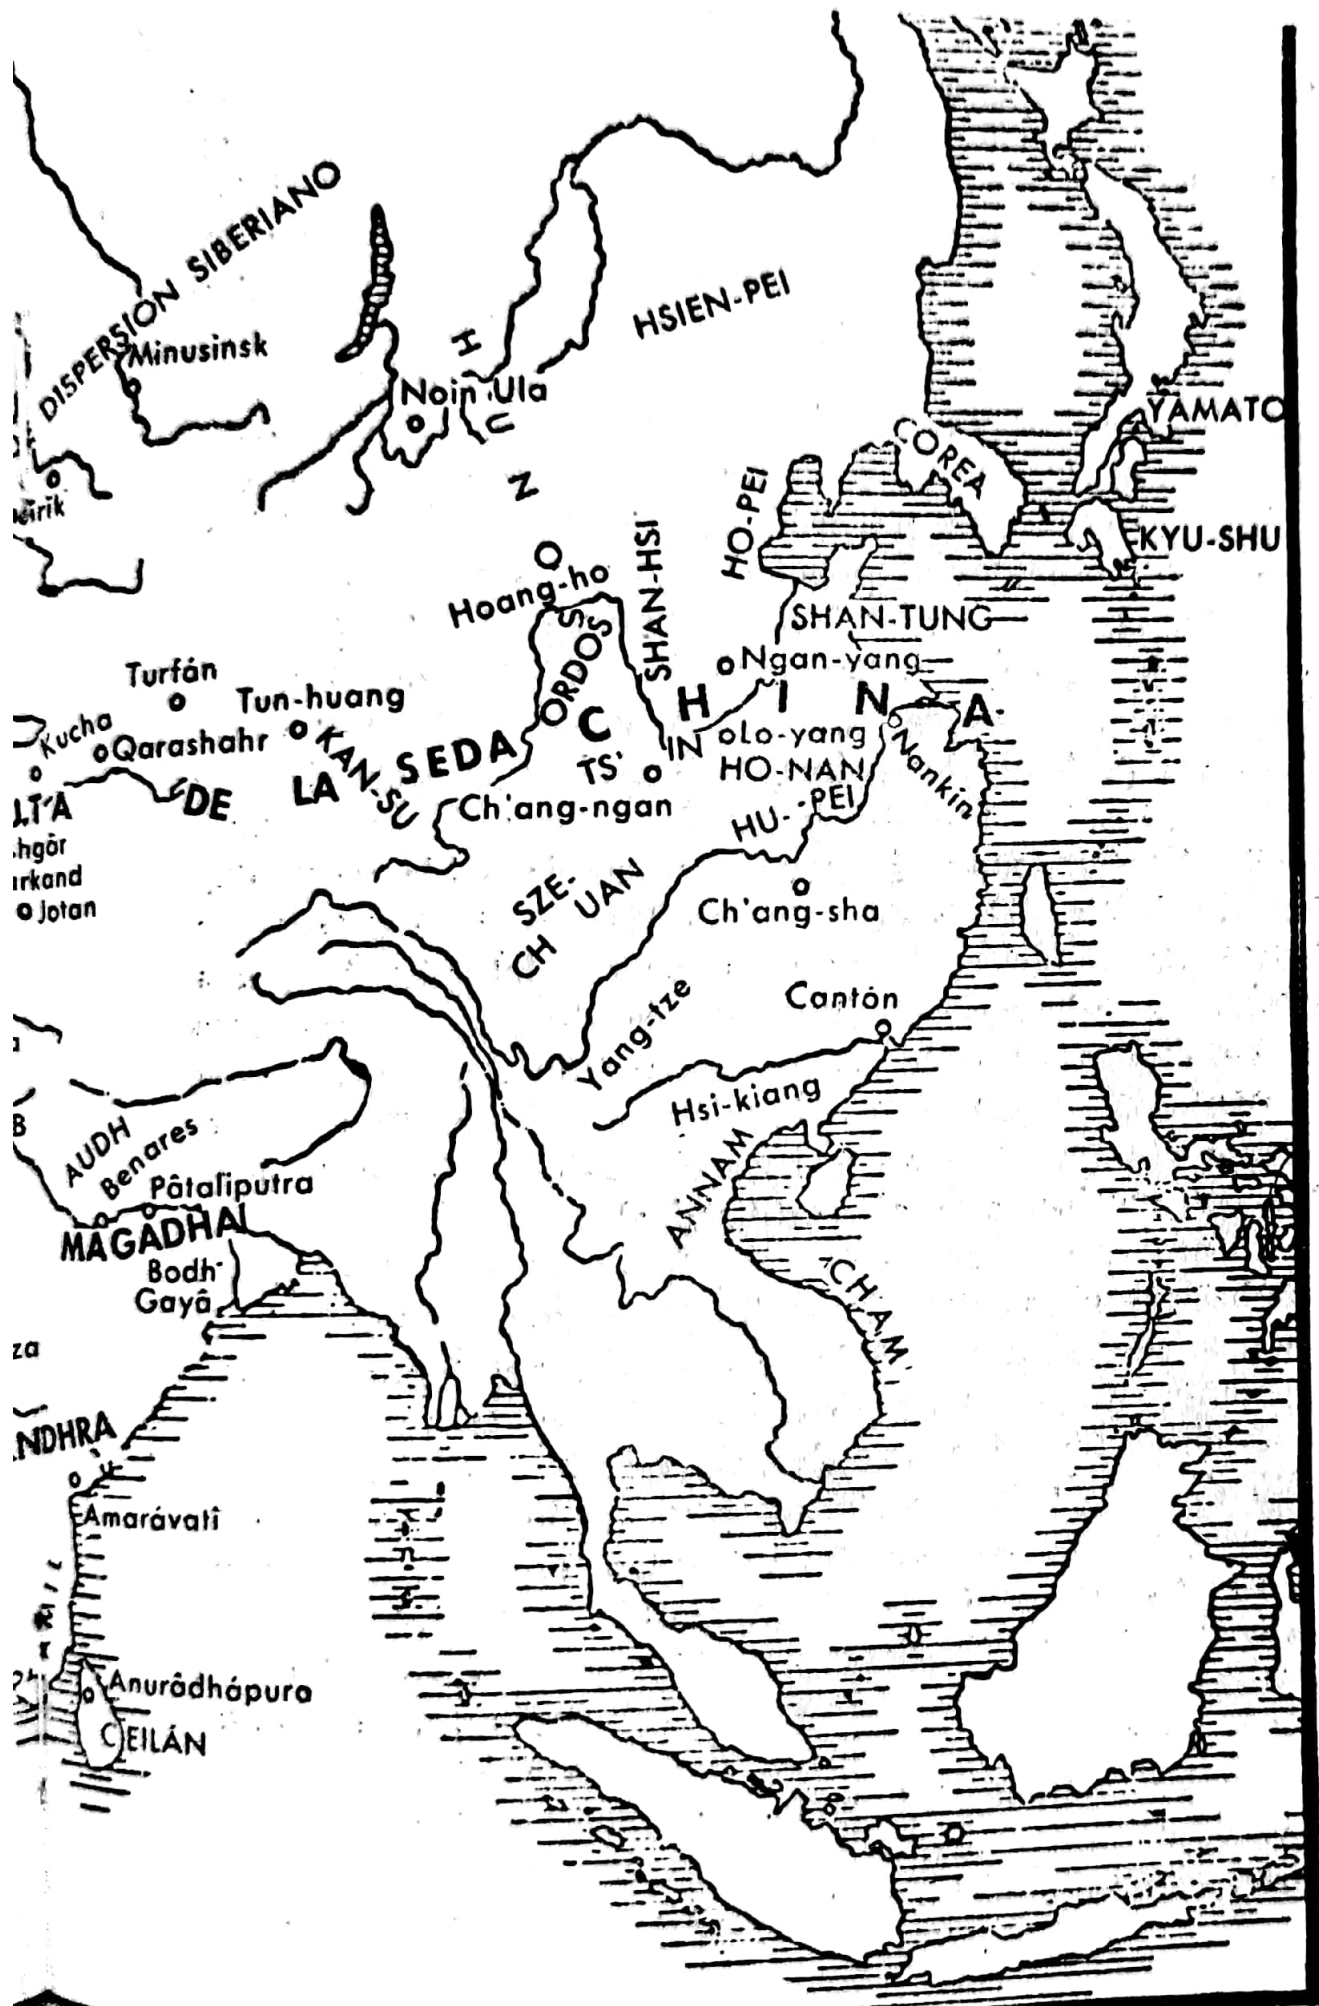 DISPERSIÓN SIBERIANO
Minusinsk
HSIEN-PEI
Noin Ula
HUNOS
YAMATO
COREA
HO-PEI
KYU-SHU
SHAN-HSI
Hoang-ho
ORDOS
SHAN-TUNG
Ngan-yang
Turfán
Tun-huang
Kucha
Qarashahr
KAN-SU
DE LA SEDA
CHINA
TS'IN
Lo-yang
HO-NAN
Nankín
Ch'ang-ngan
HU-PEI
Jotan
SZE-
CH UAN
Ch'ang-sha
Cantón
Yang-tze
Hsi-kiang
AUDH
Benares
Pâtaliputra
MAGADHA
ANNAM
Bodh-
Gayâ
CHAM
Amarávatî
Anurâdhápura
CEILÁN